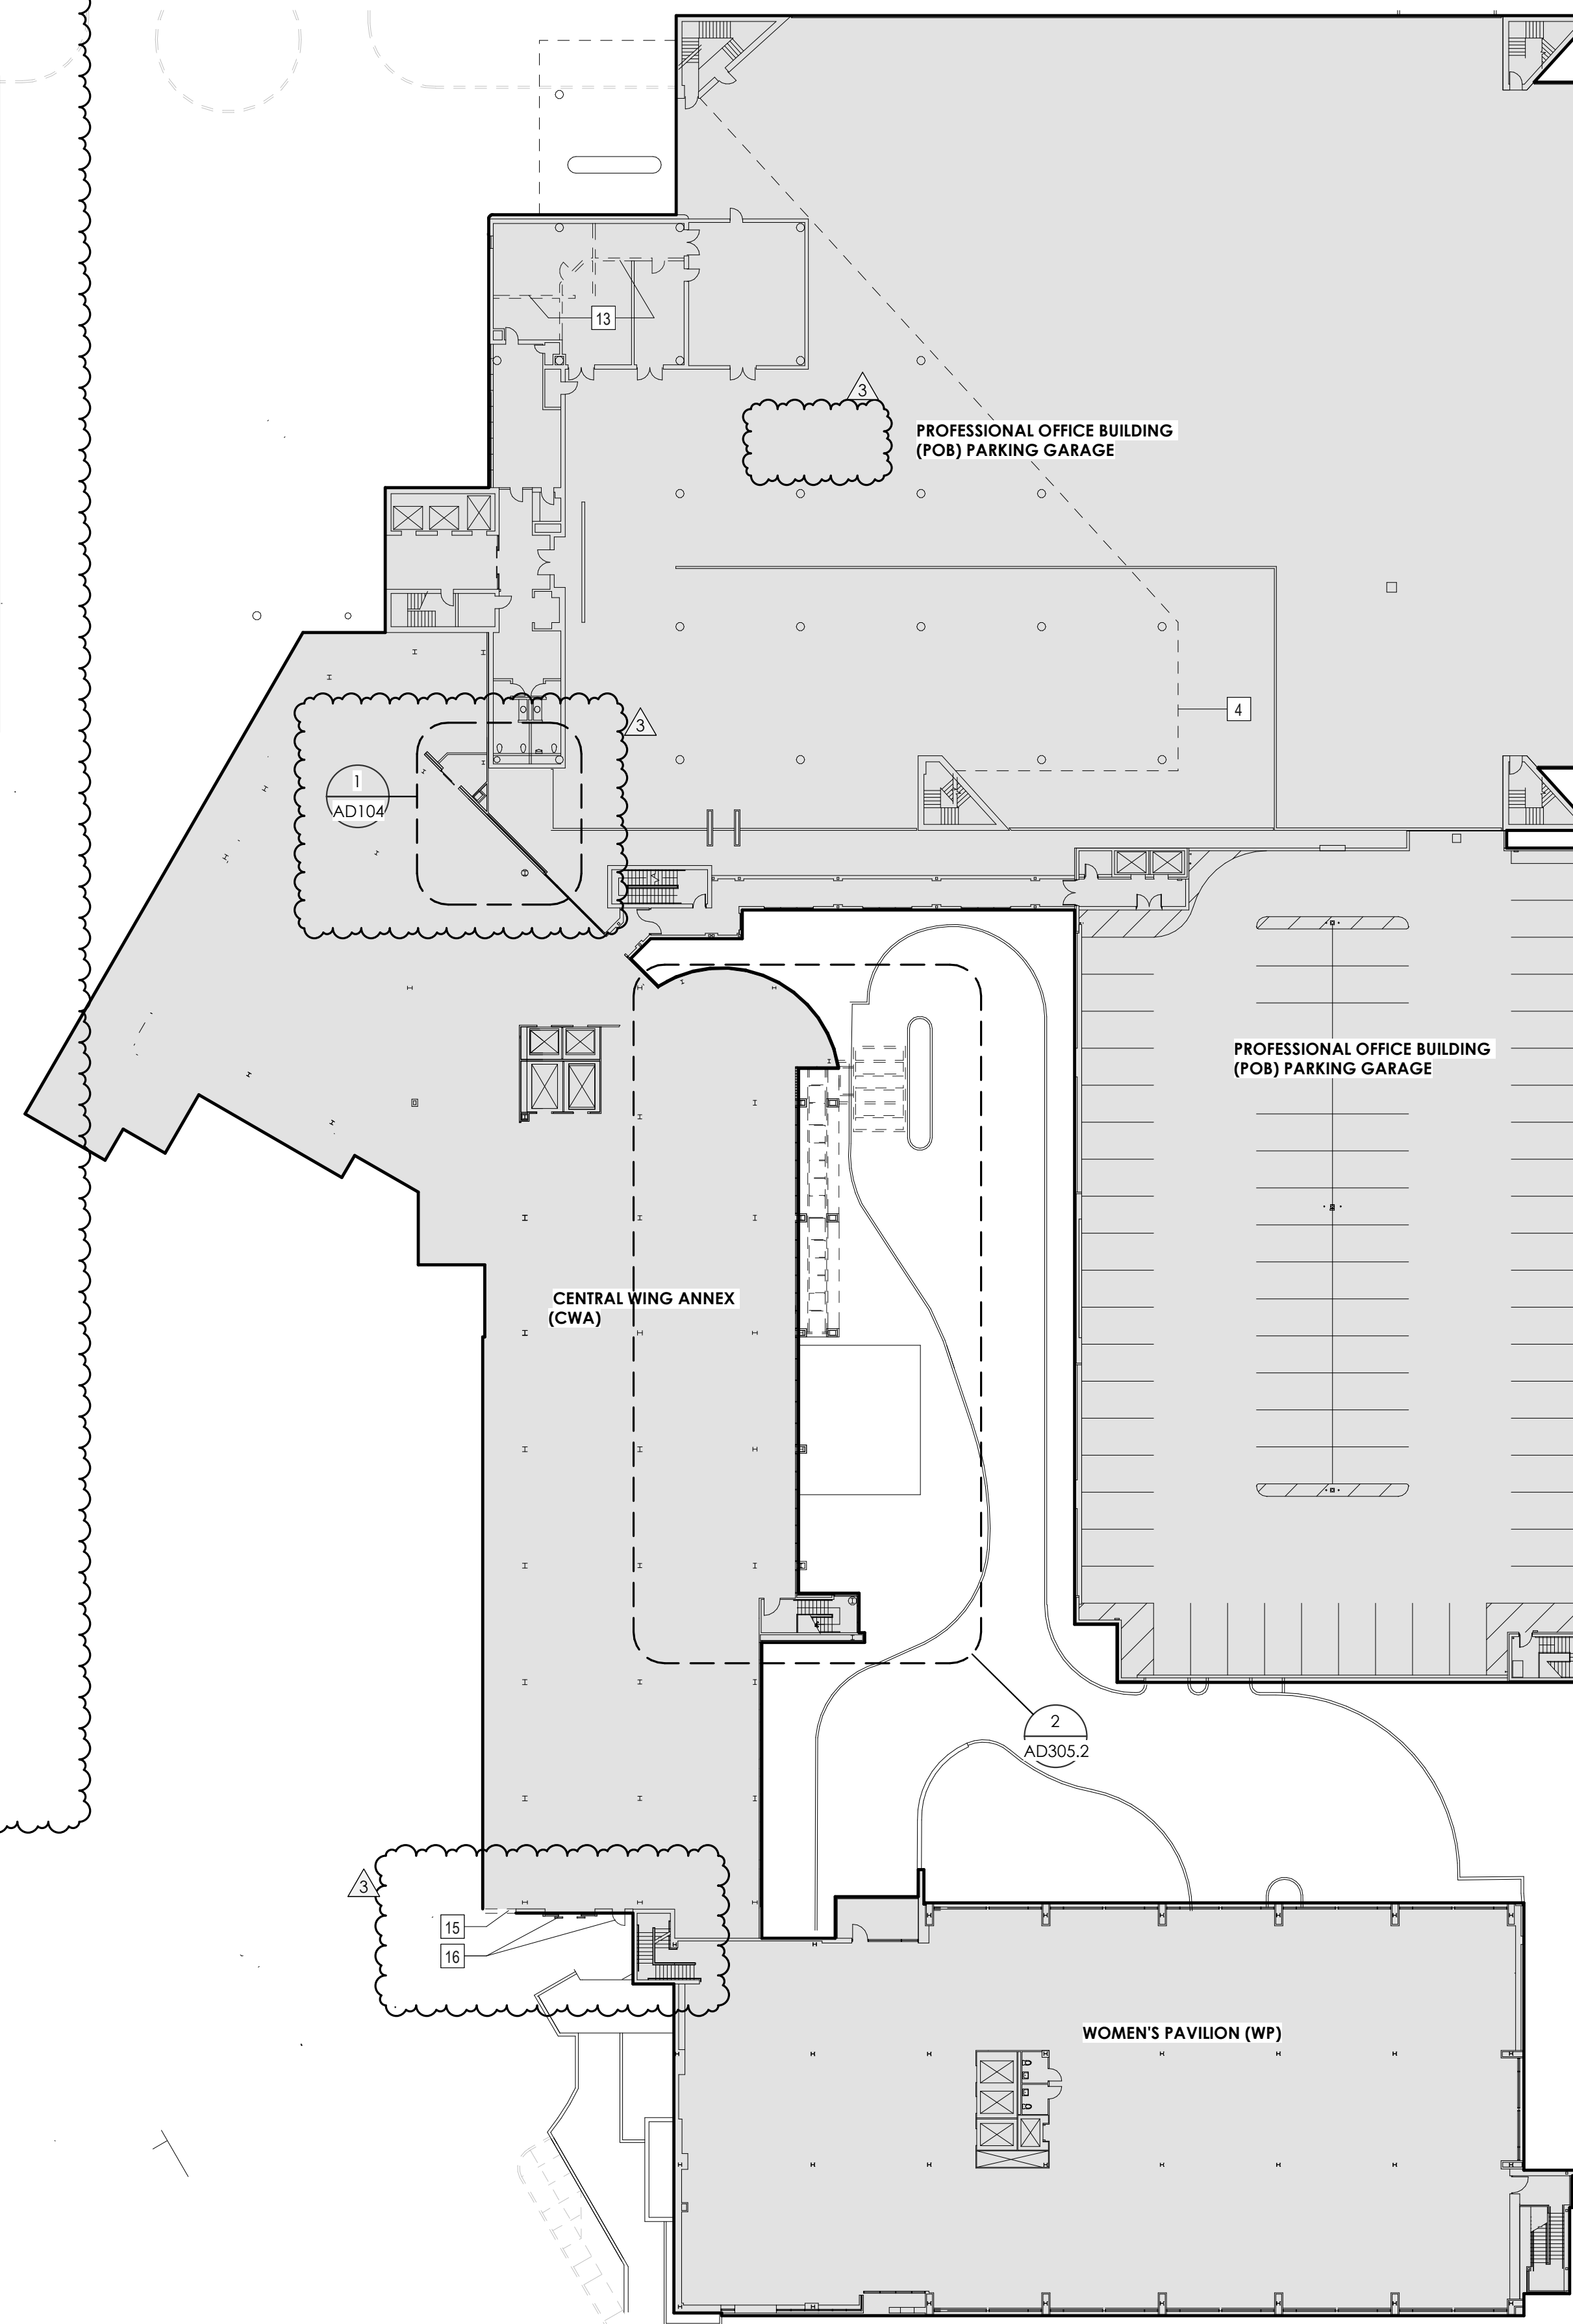 13
3
PROFESSIONAL OFFICE BUILDING
(POB) PARKING GARAGE
4
3
1
AD104
PROFESSIONAL OFFICE BUILDING
(POB) PARKING GARAGE
CENTRAL WING ANNEX
(CWA)
2
AD305.2
3
15
16
WOMEN'S PAVILION (WP)